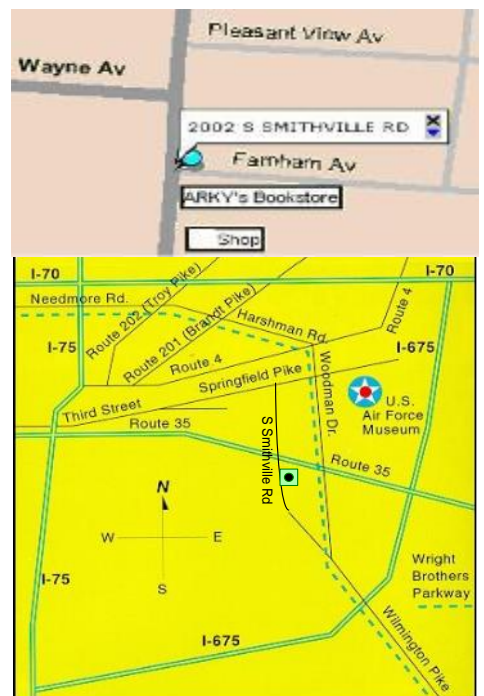 Pleasant View Av
Wayne Av
2002 S SMITHVILLE RD
Farnham Av
ARKY's Bookstore
Shop
I-70
I-70
Needmore Rd.
Route 202 (Troy Pike)
Route 201 (Brandt Pike)
Harshman Rd.
Route 4
I-75
Route 4
I-675
Springfield Pike
Woodman Dr.
Third Street
U.S.
Air Force
Museum
Route 35
S Smithville Rd
Route 35
N
W
E
S
I-75
Wright
Brothers
Parkway
Wilmington Pike
I-675